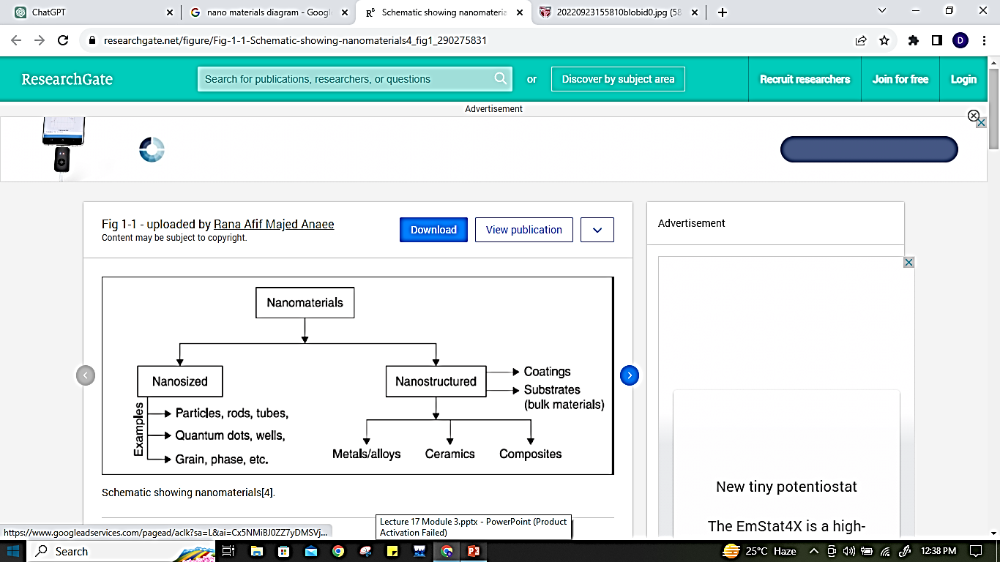 ChatGPT
nano materials diagram - Googl
R⁶ Schematic showing nanomateria
20220923155810blobid0.jpg (58
researchgate.net/figure/Fig-1-1-Schematic-showing-nanomaterials4_fig1_290275831
D
ResearchGate
Search for publications, researchers, or questions
or
Discover by subject area
Recruit researchers
Join for free
Login
Advertisement
Fig 1-1 - uploaded by Rana Afif Majed Anaee
Content may be subject to copyright.
Download
View publication
Advertisement
Nanomaterials
Nanosized
Examples
Particles, rods, tubes,
Quantum dots, wells,
Grain, phase, etc.
Nanostructured
Coatings
Substrates
(bulk materials)
Metals/alloys
Ceramics
Composites
Schematic showing nanomaterials[4].
New tiny potentiostat
The EmStat4X is a high-
https://www.googleadservices.com/pagead/aclk?sa=L&ai=Cx5NMiBJ0ZZ7yDMSVj...
Lecture 17 Module 3.pptx - PowerPoint (Product
Activation Failed)
Search
25°C Haze
12:38 PM